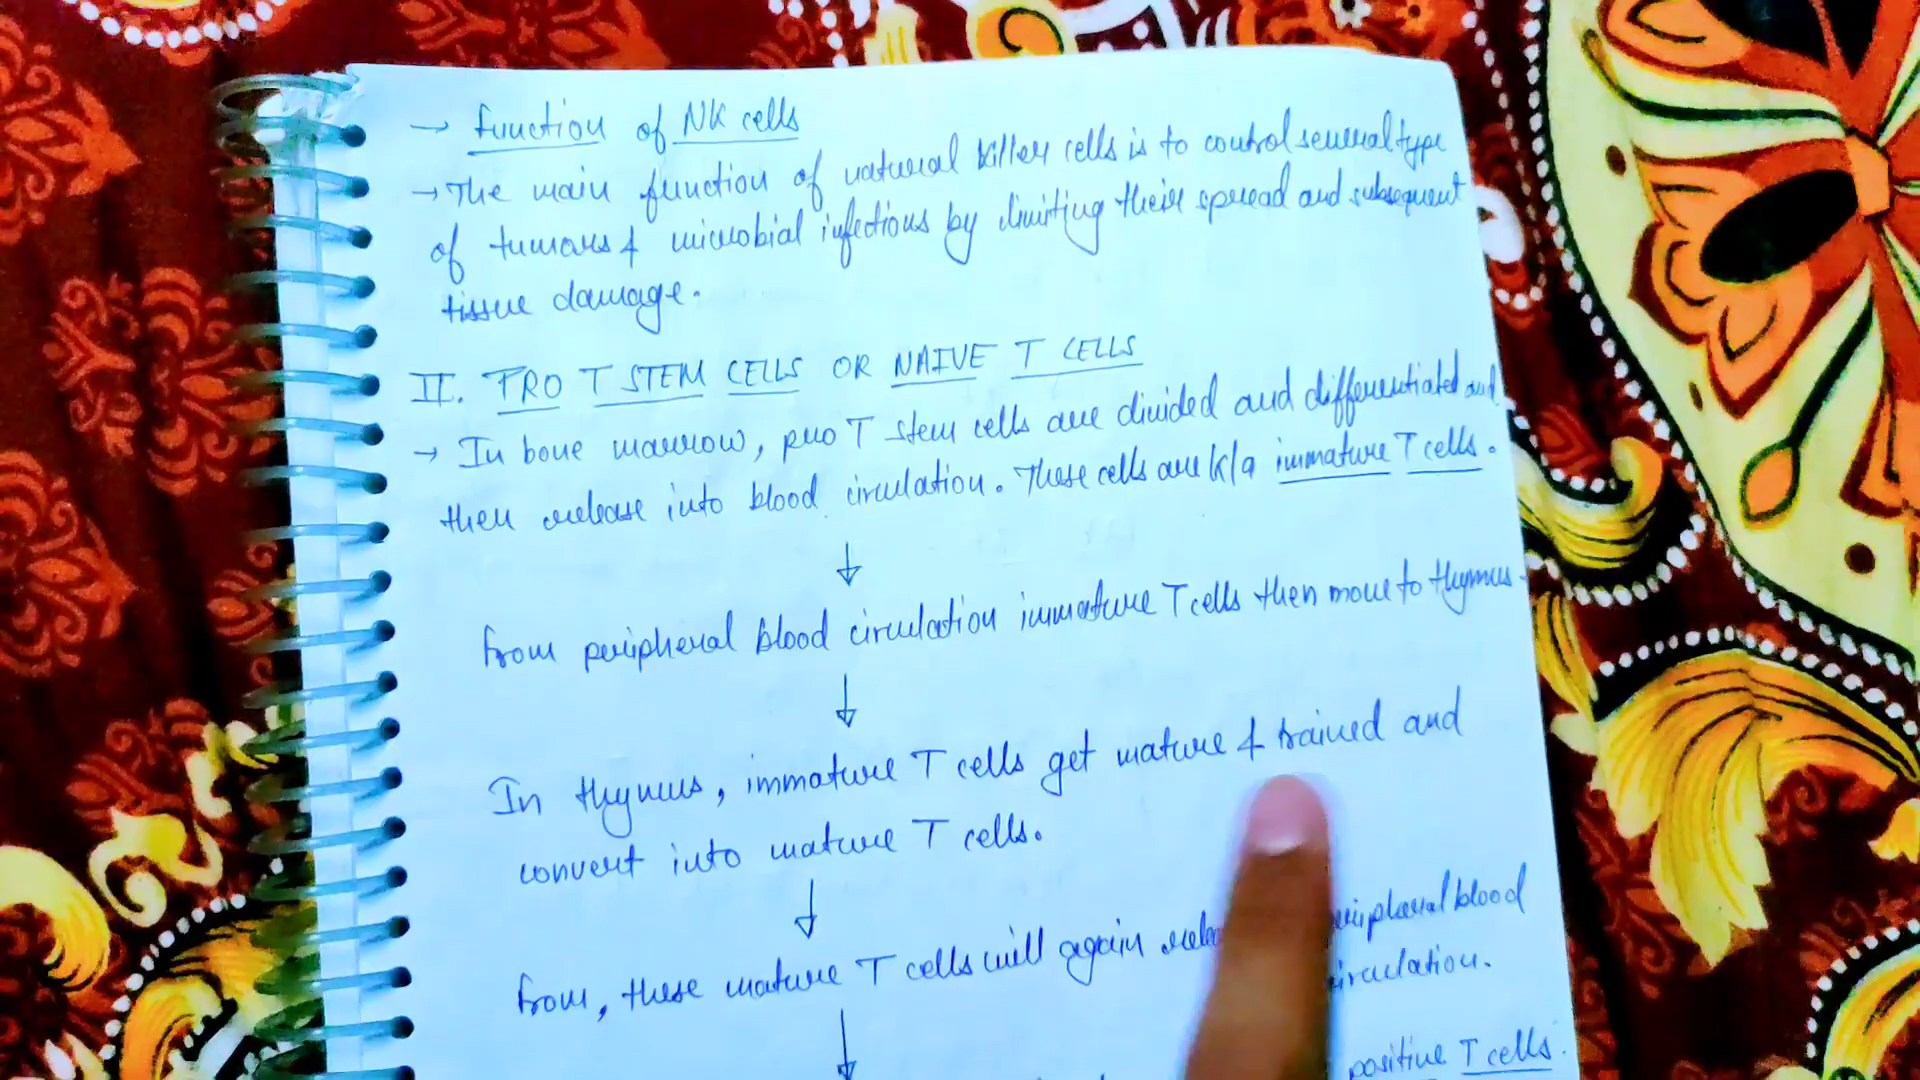 → function of NK cells
→ The main function of natural killer cells is to control several type
of tumors & microbial infections by limiting their spread and subsequent
tissue damage.
II. PRO T STEM CELLS OR NAIVE T CELLS
→ In bone marrow, pro T stem cells are divided and differentiated and
then release into blood circulation. These cells are k/a immature T cells.
↓
from peripheral blood circulation immature T cells then move to thymus.
↓
In thymus, immature T cells get mature & trained and
convert into mature T cells.
↓
from, these mature T cells will again peripheral blood
circulation.
↓
positive T cells.